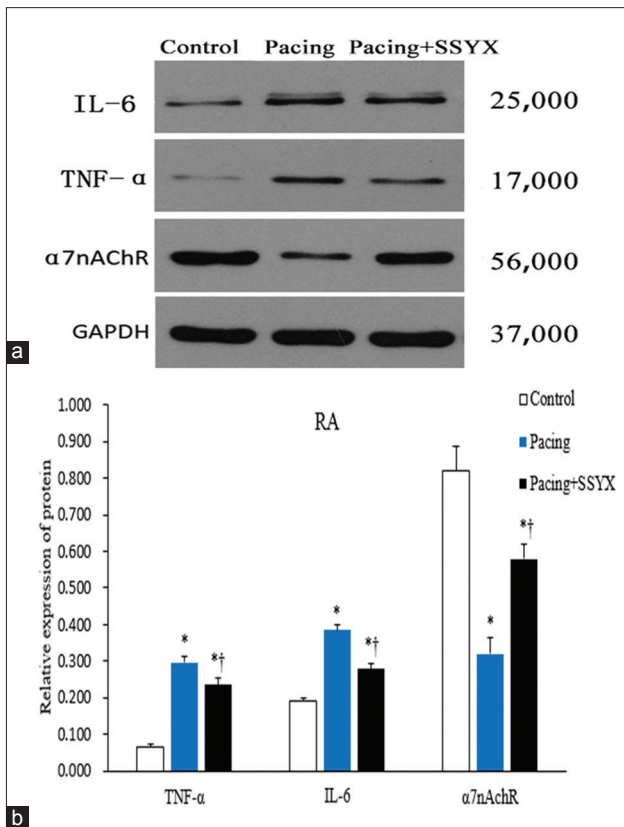 Control Pacing Pacing+SSYX
IL-6 25,000
TNF-α 17,000
α7nAChR 56,000
GAPDH 37,000
a
1.000
0.900
0.800
0.700
0.600
0.500
0.400
0.300
0.200
0.100
0.000
Relative expression of protein
RA
Control
Pacing
Pacing+SSYX
* *† * *† * *†
TNF-α IL-6 α7nAchR
b